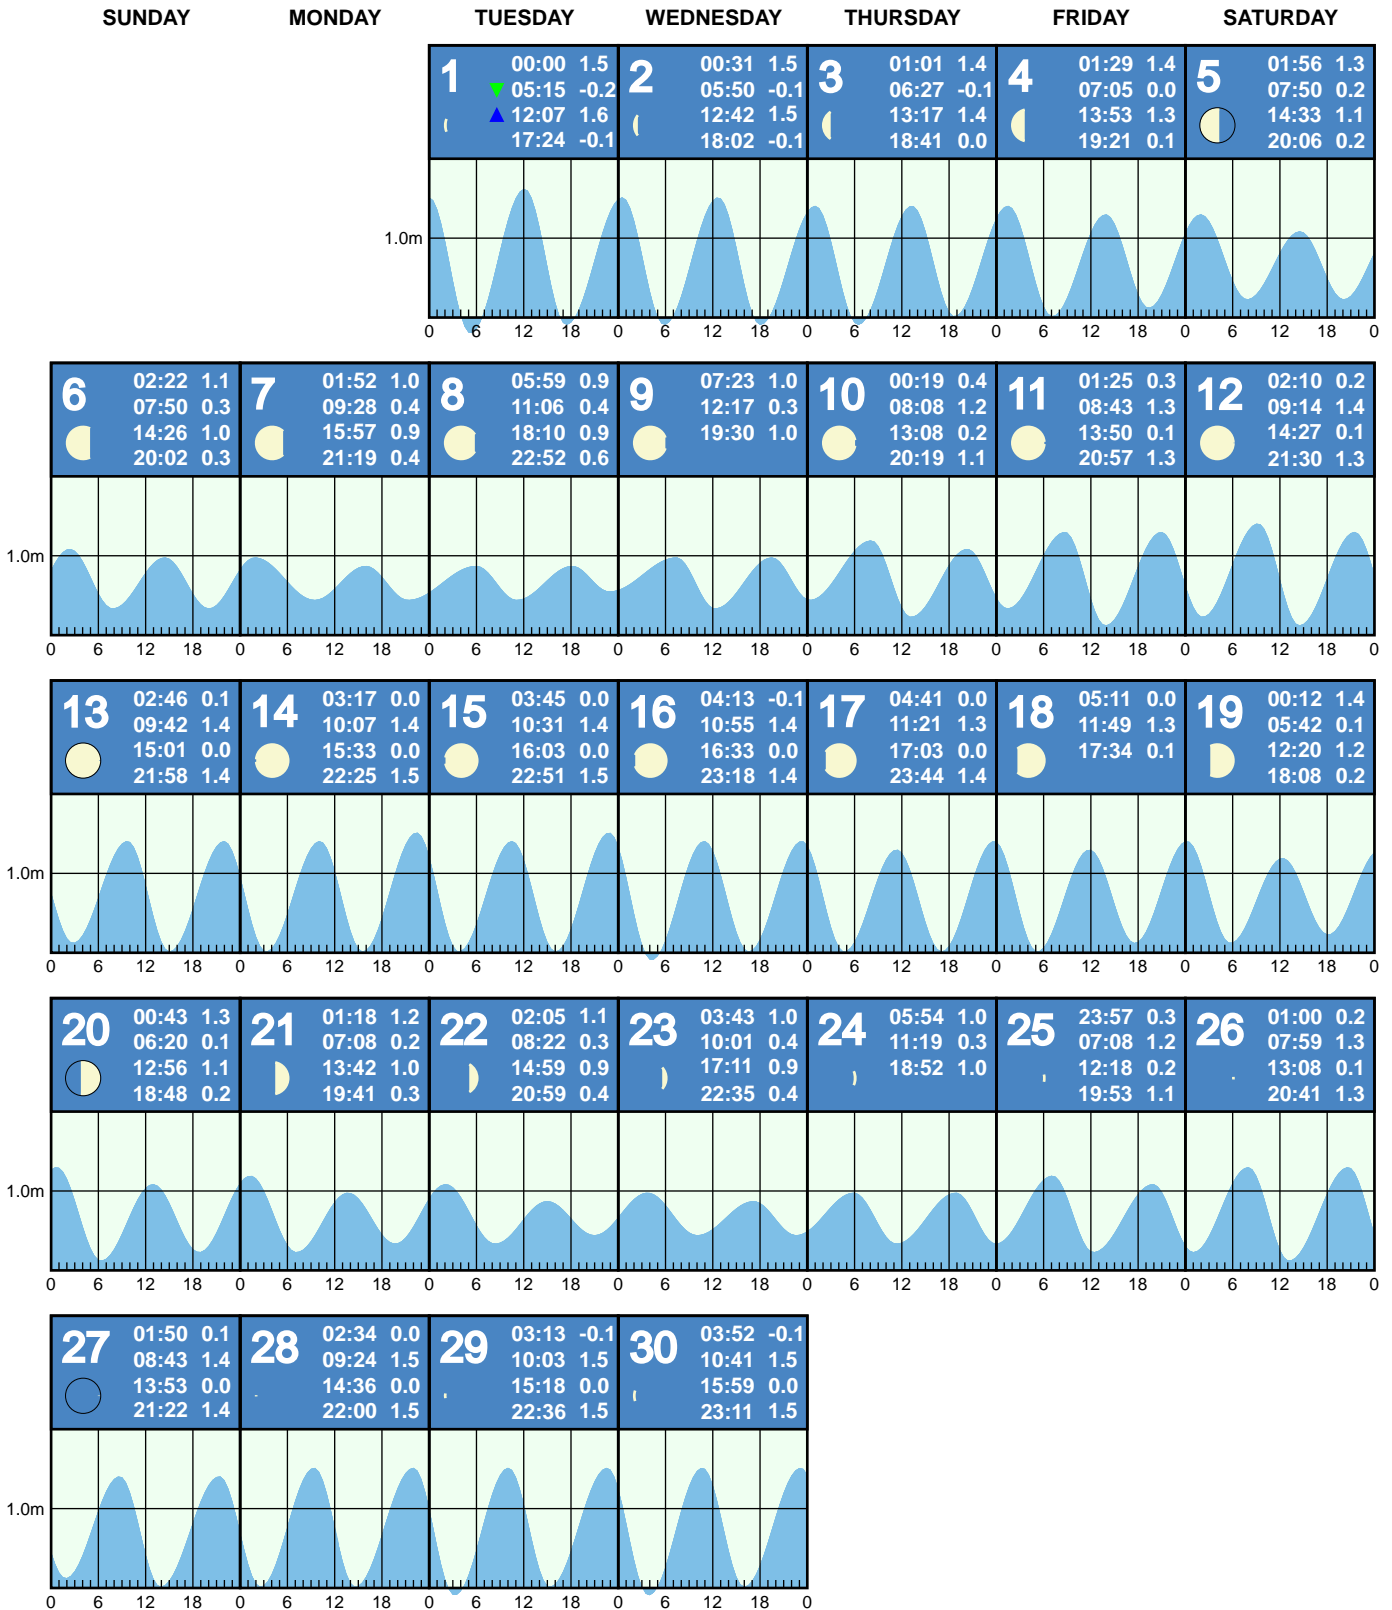 SUNDAY MONDAY TUESDAY WEDNESDAY THURSDAY FRIDAY SATURDAY
1 00:00 1.5
05:15 -0.2
12:07 1.6
17:24 -0.1
2 00:31 1.5
05:50 -0.1
12:42 1.5
18:02 -0.1
3 01:01 1.4
06:27 -0.1
13:17 1.4
18:41 0.0
4 01:29 1.4
07:05 0.0
13:53 1.3
19:21 0.1
5 01:56 1.3
07:50 0.2
14:33 1.1
20:06 0.2
1.0m
0 6 12 18 0 6 12 18 0 6 12 18 0 6 12 18 0 6 12 18 0
6 02:22 1.1
07:50 0.3
14:26 1.0
20:02 0.3
7 01:52 1.0
09:28 0.4
15:57 0.9
21:19 0.4
8 05:59 0.9
11:06 0.4
18:10 0.9
22:52 0.6
9 07:23 1.0
12:17 0.3
19:30 1.0
10 00:19 0.4
08:08 1.2
13:08 0.2
20:19 1.1
11 01:25 0.3
08:43 1.3
13:50 0.1
20:57 1.3
12 02:10 0.2
09:14 1.4
14:27 0.1
21:30 1.3
1.0m
0 6 12 18 0 6 12 18 0 6 12 18 0 6 12 18 0 6 12 18 0 6 12 18 0 6 12 18 0
13 02:46 0.1
09:42 1.4
15:01 0.0
21:58 1.4
14 03:17 0.0
10:07 1.4
15:33 0.0
22:25 1.5
15 03:45 0.0
10:31 1.4
16:03 0.0
22:51 1.5
16 04:13 -0.1
10:55 1.4
16:33 0.0
23:18 1.4
17 04:41 0.0
11:21 1.3
17:03 0.0
23:44 1.4
18 05:11 0.0
11:49 1.3
17:34 0.1
19 00:12 1.4
05:42 0.1
12:20 1.2
18:08 0.2
1.0m
0 6 12 18 0 6 12 18 0 6 12 18 0 6 12 18 0 6 12 18 0 6 12 18 0 6 12 18 0
20 00:43 1.3
06:20 0.1
12:56 1.1
18:48 0.2
21 01:18 1.2
07:08 0.2
13:42 1.0
19:41 0.3
22 02:05 1.1
08:22 0.3
14:59 0.9
20:59 0.4
23 03:43 1.0
10:01 0.4
17:11 0.9
22:35 0.4
24 05:54 1.0
11:19 0.3
18:52 1.0
25 23:57 0.3
07:08 1.2
12:18 0.2
19:53 1.1
26 01:00 0.2
07:59 1.3
13:08 0.1
20:41 1.3
1.0m
0 6 12 18 0 6 12 18 0 6 12 18 0 6 12 18 0 6 12 18 0 6 12 18 0 6 12 18 0
27 01:50 0.1
08:43 1.4
13:53 0.0
21:22 1.4
28 02:34 0.0
09:24 1.5
14:36 0.0
22:00 1.5
29 03:13 -0.1
10:03 1.5
15:18 0.0
22:36 1.5
30 03:52 -0.1
10:41 1.5
15:59 0.0
23:11 1.5
1.0m
0 6 12 18 0 6 12 18 0 6 12 18 0 6 12 18 0